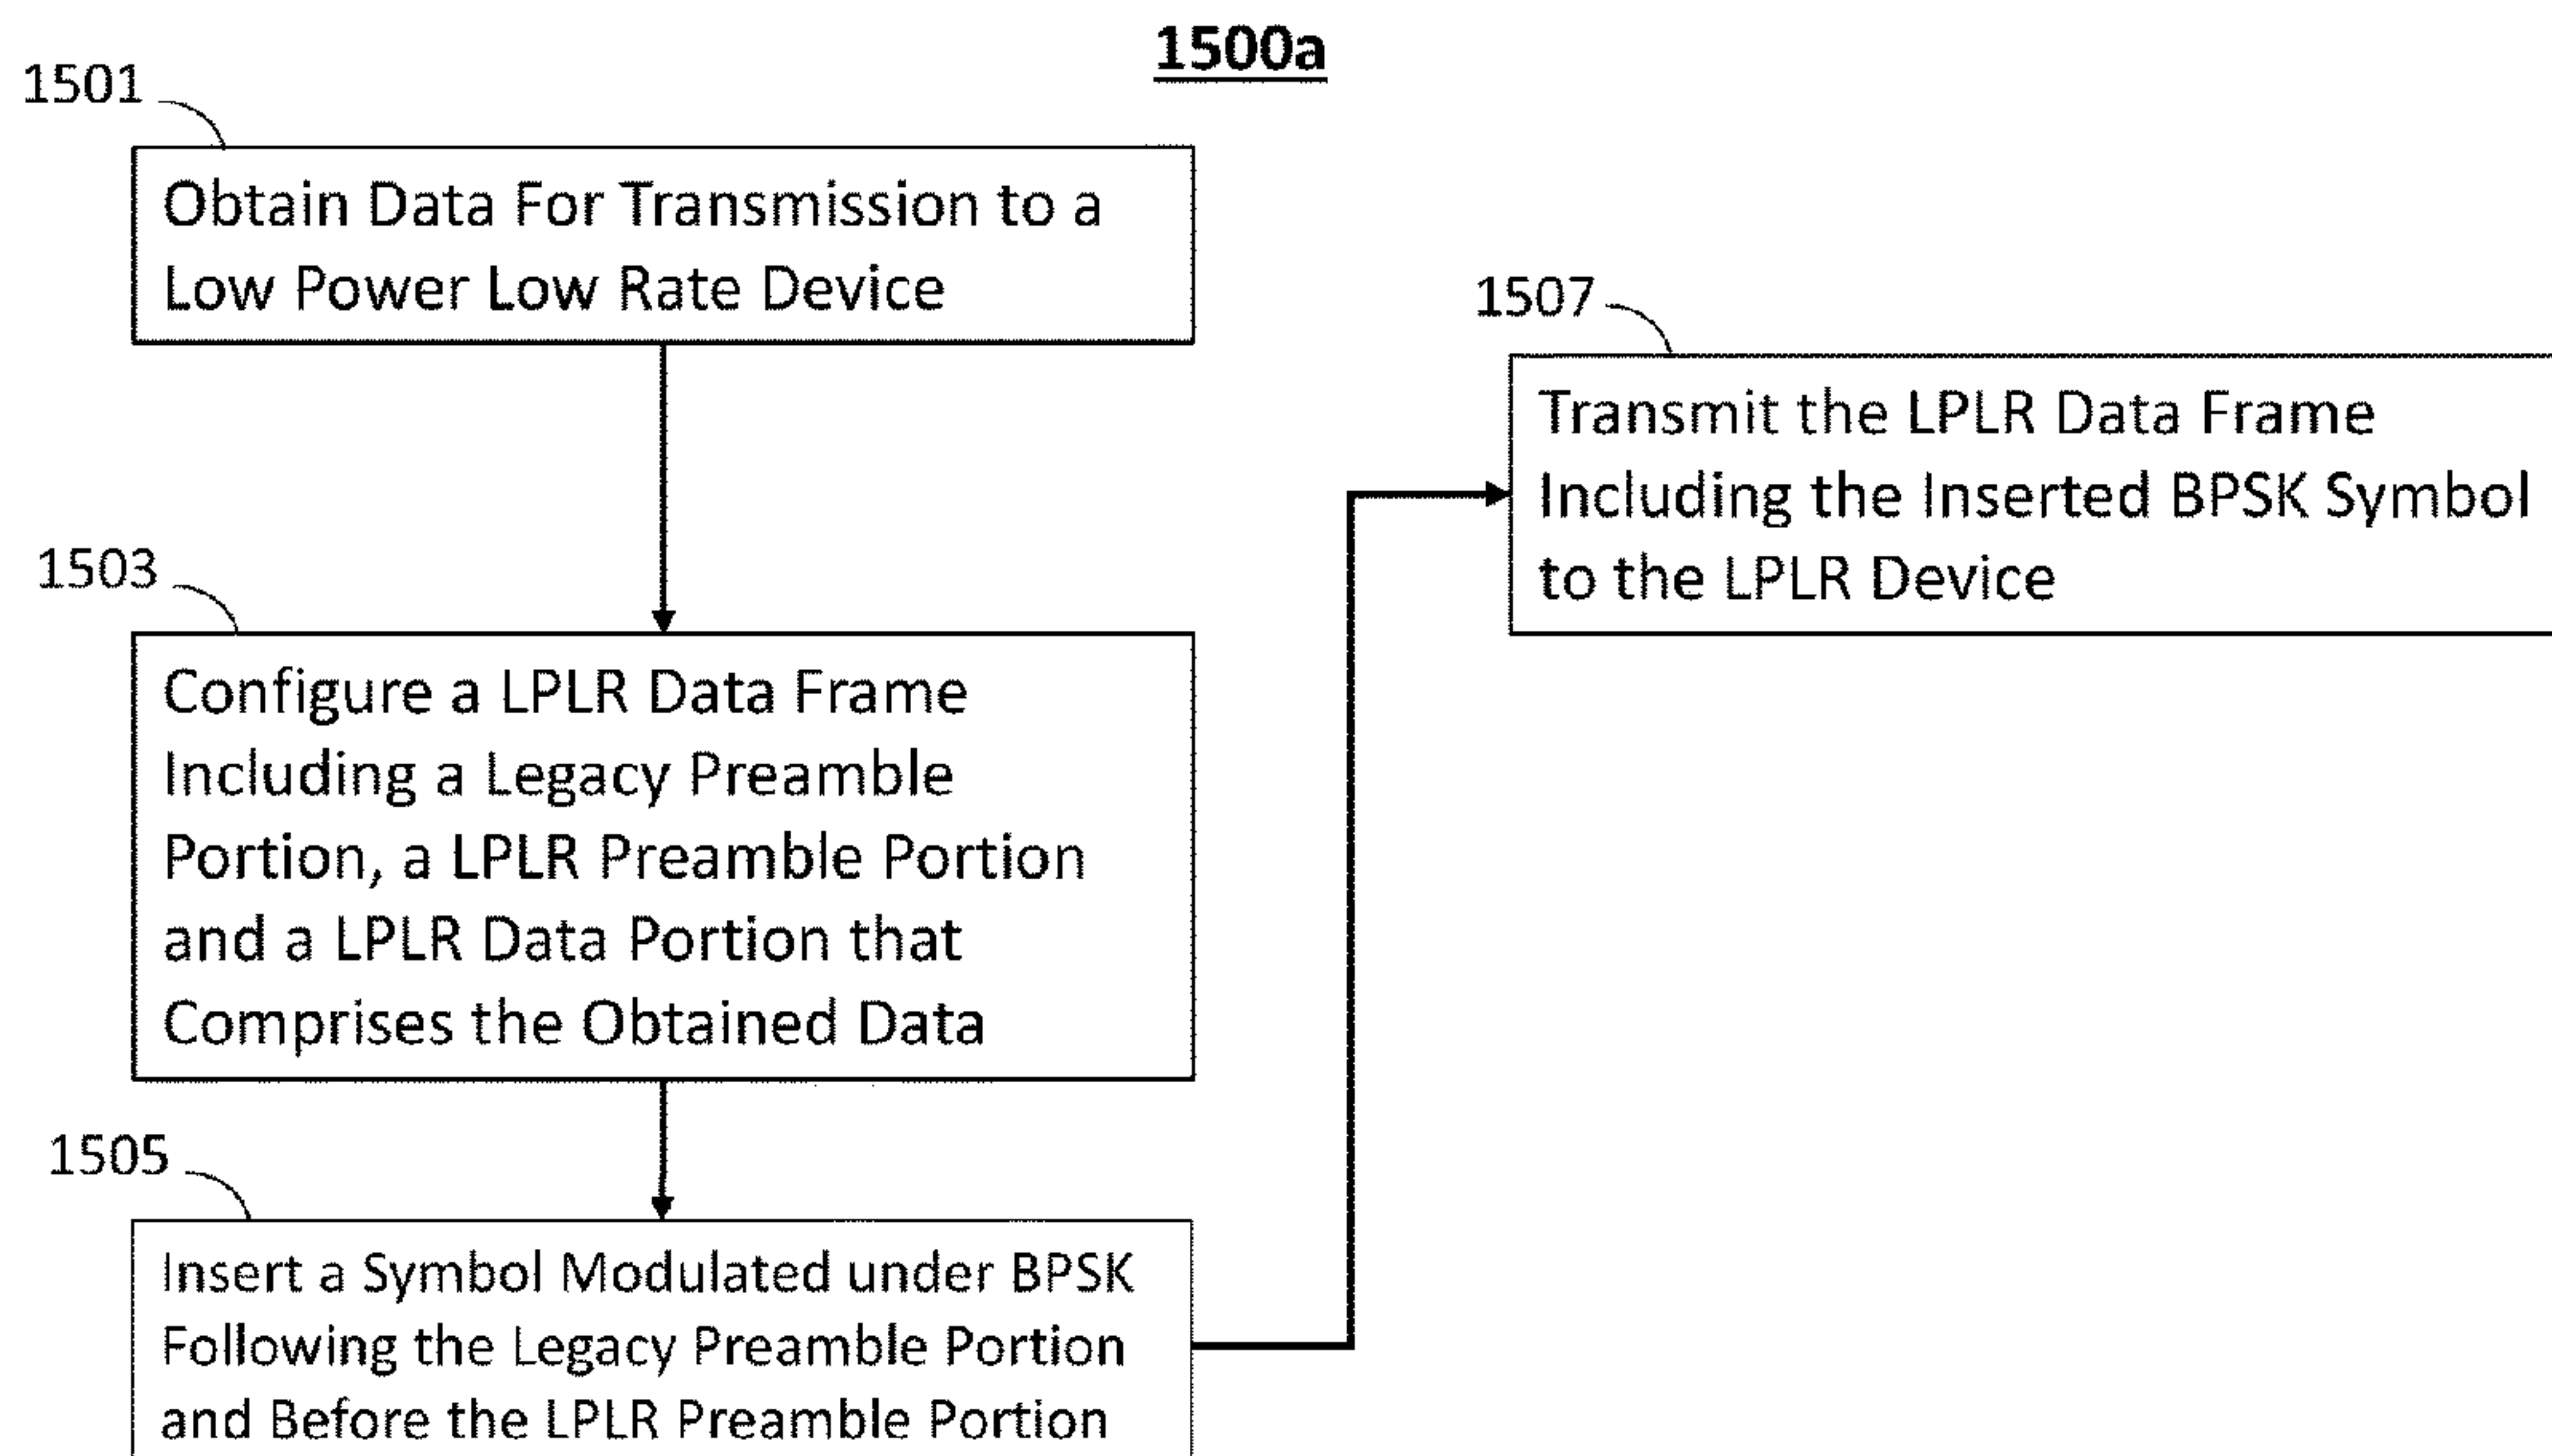 1500a
1501
Obtain Data For Transmission to a
Low Power Low Rate Device
1503
Configure a LPLR Data Frame
Including a Legacy Preamble
Portion, a LPLR Preamble Portion
and a LPLR Data Portion that
Comprises the Obtained Data
1505
Insert a Symbol Modulated under BPSK
Following the Legacy Preamble Portion
and Before the LPLR Preamble Portion
1507
Transmit the LPLR Data Frame
Including the Inserted BPSK Symbol
to the LPLR Device